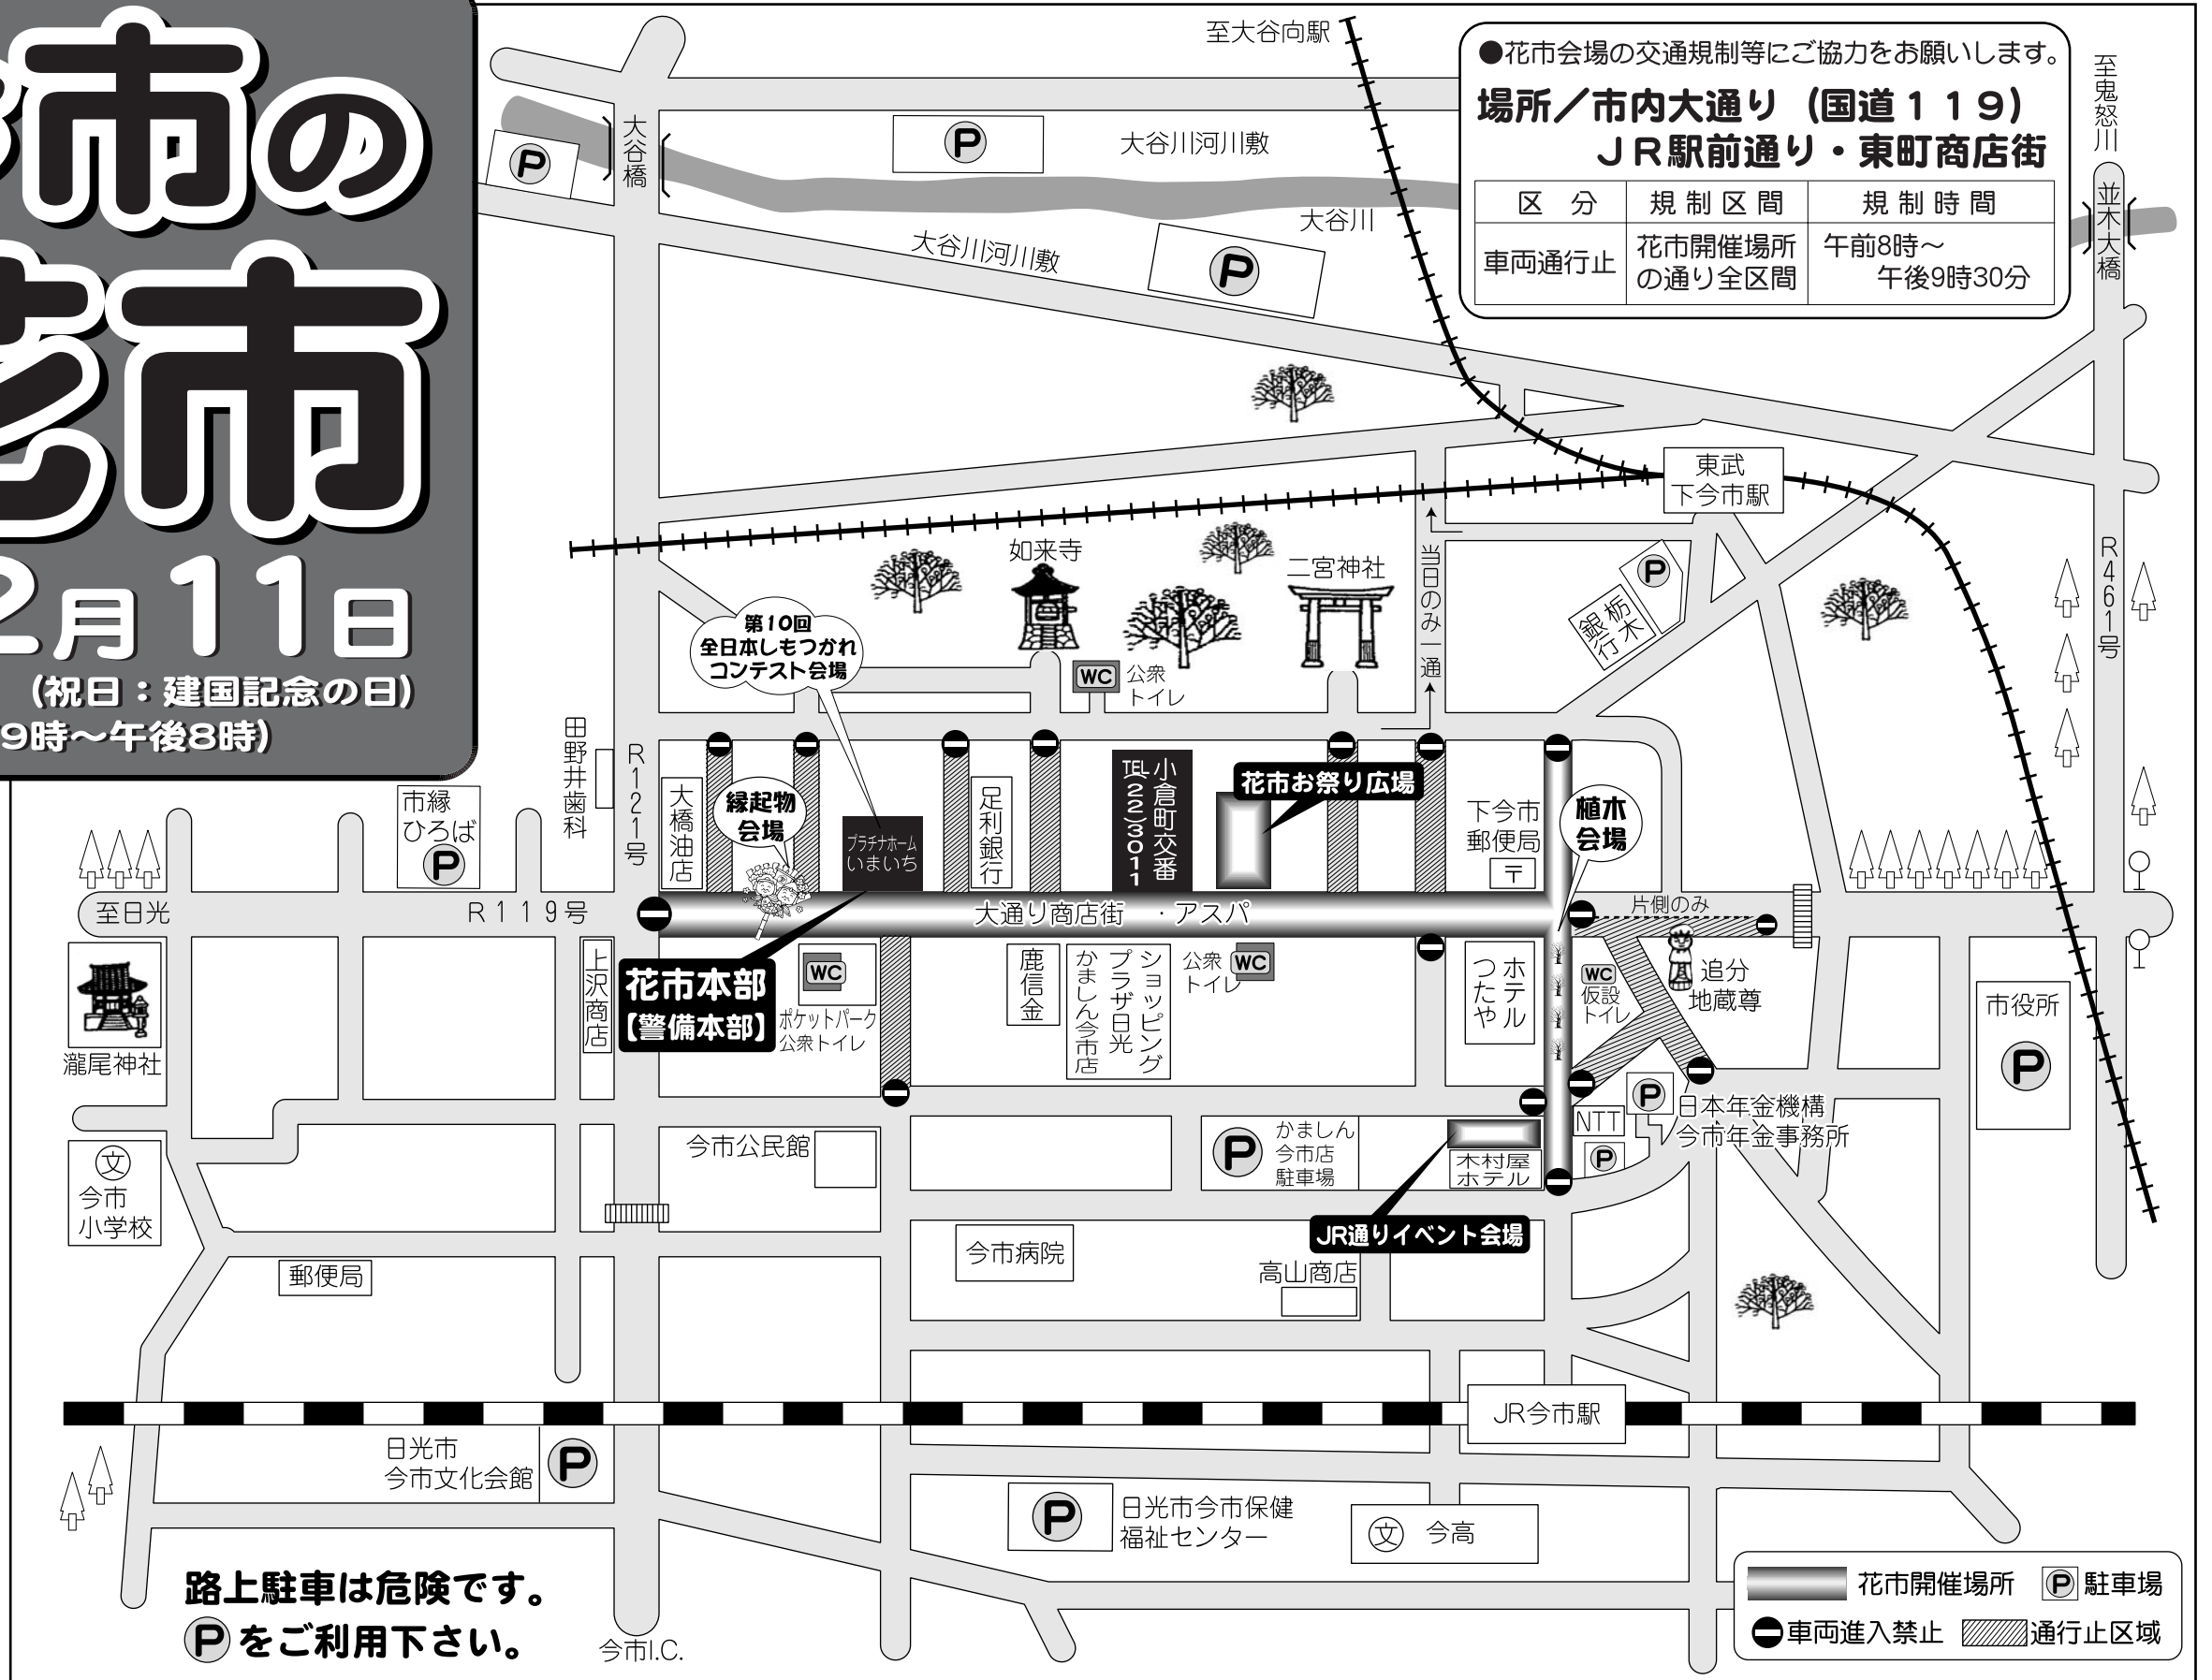 市の
花市
2月11日
(祝日:建国記念の日)
9時~午後8時)
至大谷向駅
●花市会場の交通規制等にご協力をお願いします。
場所/市内大通り(国道119)
JR駅前通り・東町商店街
区 分
規制区間
規制時間
車両通行止
花市開催場所
の通り全区間
午前8時~
午後9時30分
至鬼怒川
並木大橋
大谷橋
P
P
大谷川河川敷
大谷川
大谷川河川敷
P
東武
下今市駅
R461号
如来寺
二宮神社
当日のみ一通
P
栃木
銀行
第10回
全日本しもつかれ
コンテスト会場
WC
公衆
トイレ
田野井歯科
R121号
大橋油店
縁起物
会場
プラチナホーム
いまいち
足利銀行
小倉町交番
TEL(22)3011
花市お祭り広場
下今市
郵便局
〒
植木
会場
市縁
ひろば
P
至日光
R119号
大通り商店街 ・アスパ
片側のみ
瀧尾神社
上沢商店
花市本部
【警備本部】
WC
ポケットパーク
公衆トイレ
鹿信金
ショッピング
プラザ日光
かましん今市店
公衆
トイレ
WC
ホテル
つたや
WC
仮設
トイレ
追分
地蔵尊
市役所
P
文
今市
小学校
今市公民館
P
かましん
今市店
駐車場
木村屋
ホテル
NTT
P
P
日本年金機構
今市年金事務所
JR通りイベント会場
郵便局
今市病院
高山商店
JR今市駅
日光市
今市文化会館
P
P
日光市今市保健
福祉センター
文
今高
路上駐車は危険です。
Pをご利用下さい。
今市I.C.
花市開催場所
P
駐車場
車両進入禁止
通行止区域